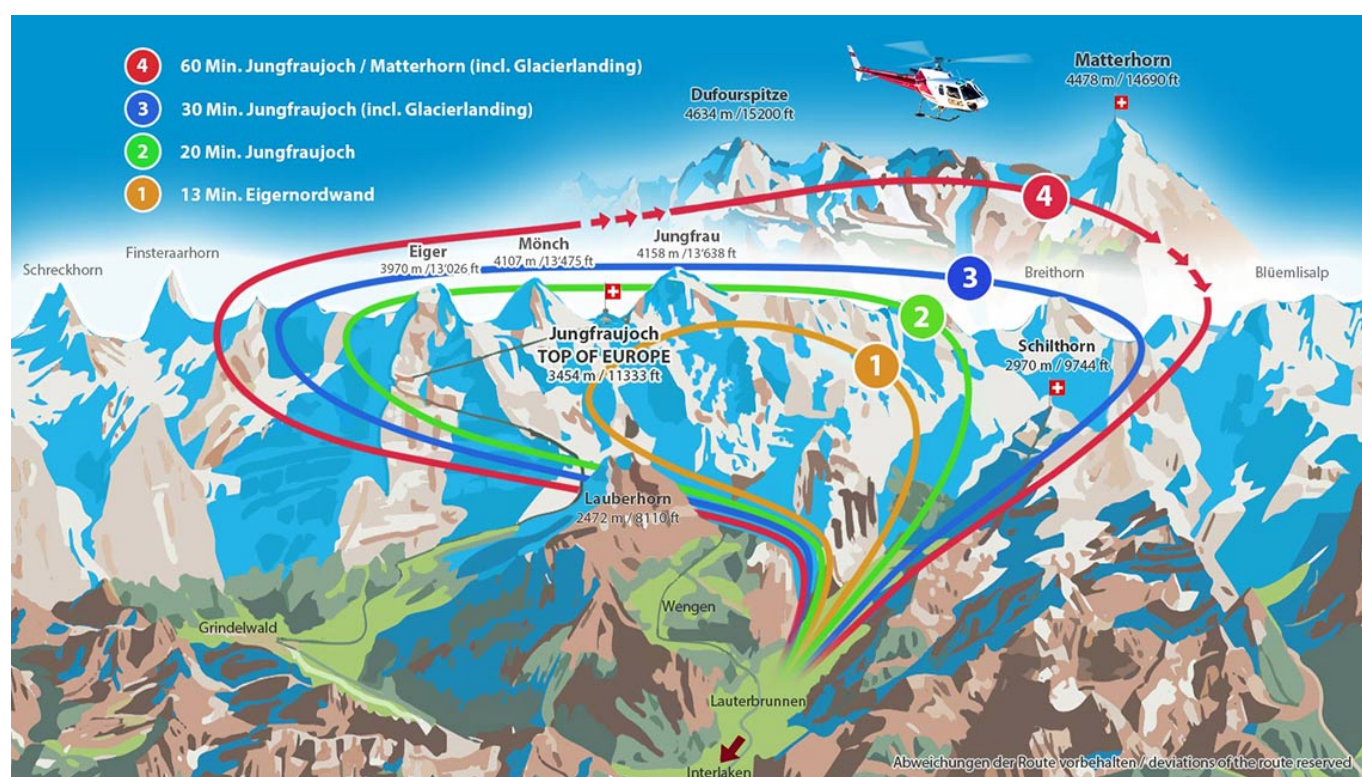 4 60 Min. Jungfraujoch / Matterhorn (incl. Glacierlanding)
3 30 Min. Jungfraujoch (incl. Glacierlanding)
2 20 Min. Jungfraujoch
1 13 Min. Eigernordwand
Matterhorn
4478 m / 14690 ft
Dufourspitze
4634 m /15200 ft
4
Schreckhorn
Finsteraarhorn
Eiger
3970 m /13'026 ft
Mönch
4107 m /13'475 ft
Jungfrau
4158 m /13'638 ft
3
Breithorn
Blüemlisalp
2
Jungfraujoch
TOP OF EUROPE
3454 m / 11333 ft
1
Schilthorn
2970 m / 9744 ft
Lauberhorn
2472 m / 8110 ft
Grindelwald
Wengen
Lauterbrunnen
Interlaken
Abweichungen der Route vorbehalten / deviations of the route reserved